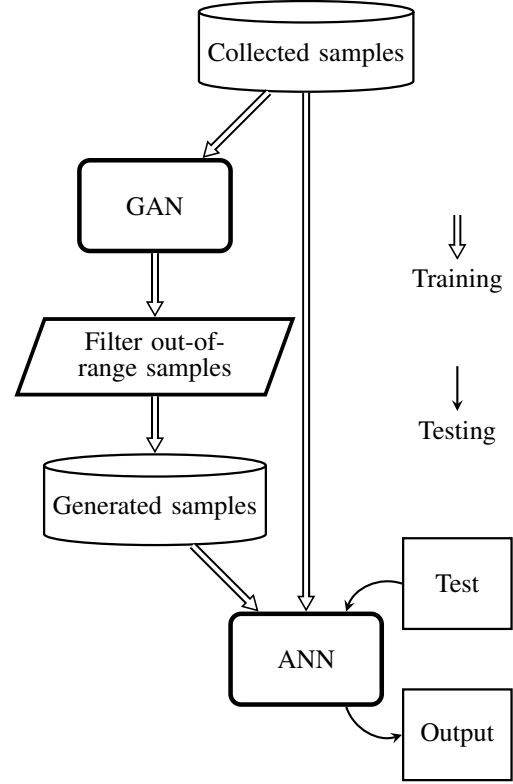 Collected samples
GAN
Training
Filter out-of-
range samples
Testing
Generated samples
Test
ANN
Output